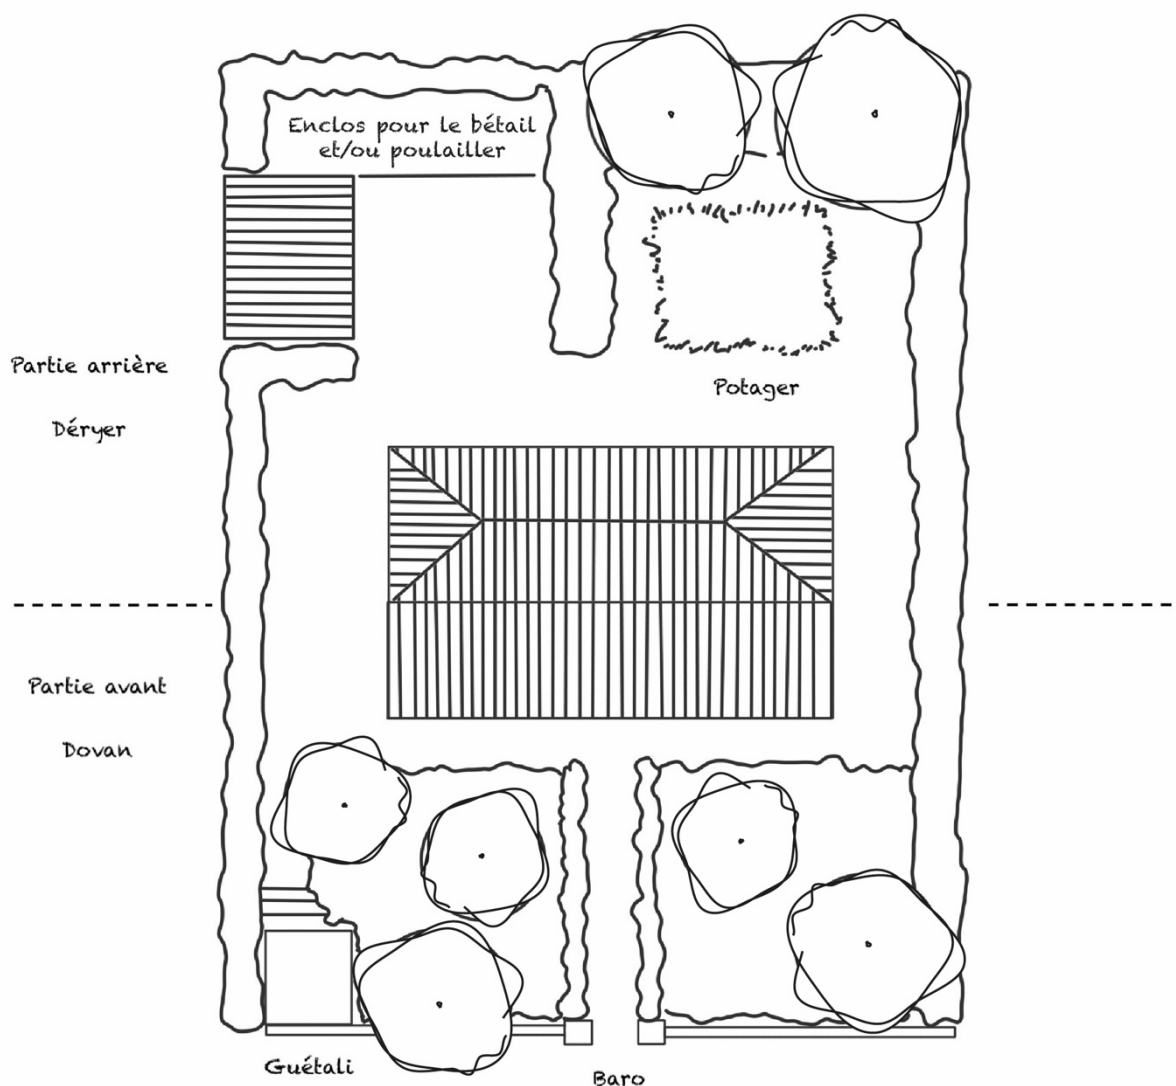 Enclos pour le bétail
et/ou poulailler
Partie arrière
Déryer
Potager
Partie avant
Dovan
Guétali
Baro